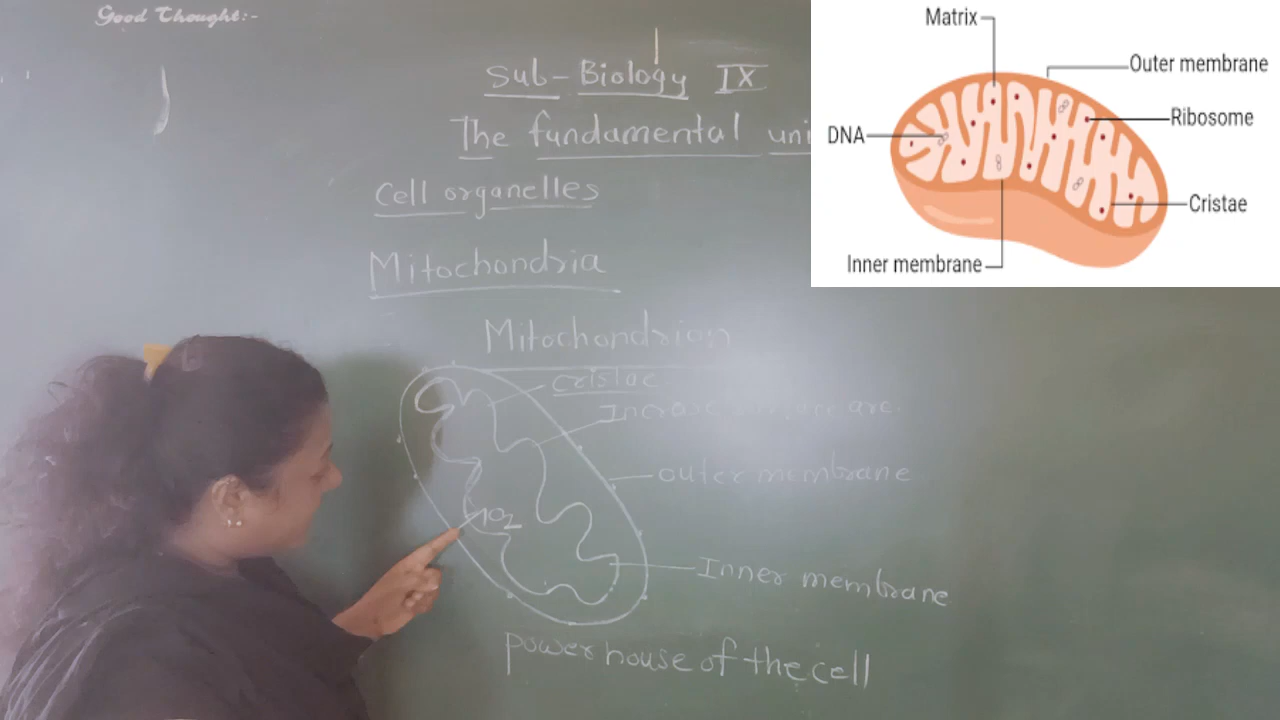 Good Thought:-
Sub-Biology IX
The fundamental uni
Cell organelles
Mitochondria
Mitochondrion
cristae
outer membrane
O2
Inner membrane
power house of the cell
Matrix
Outer membrane
Ribosome
DNA
Cristae
Inner membrane